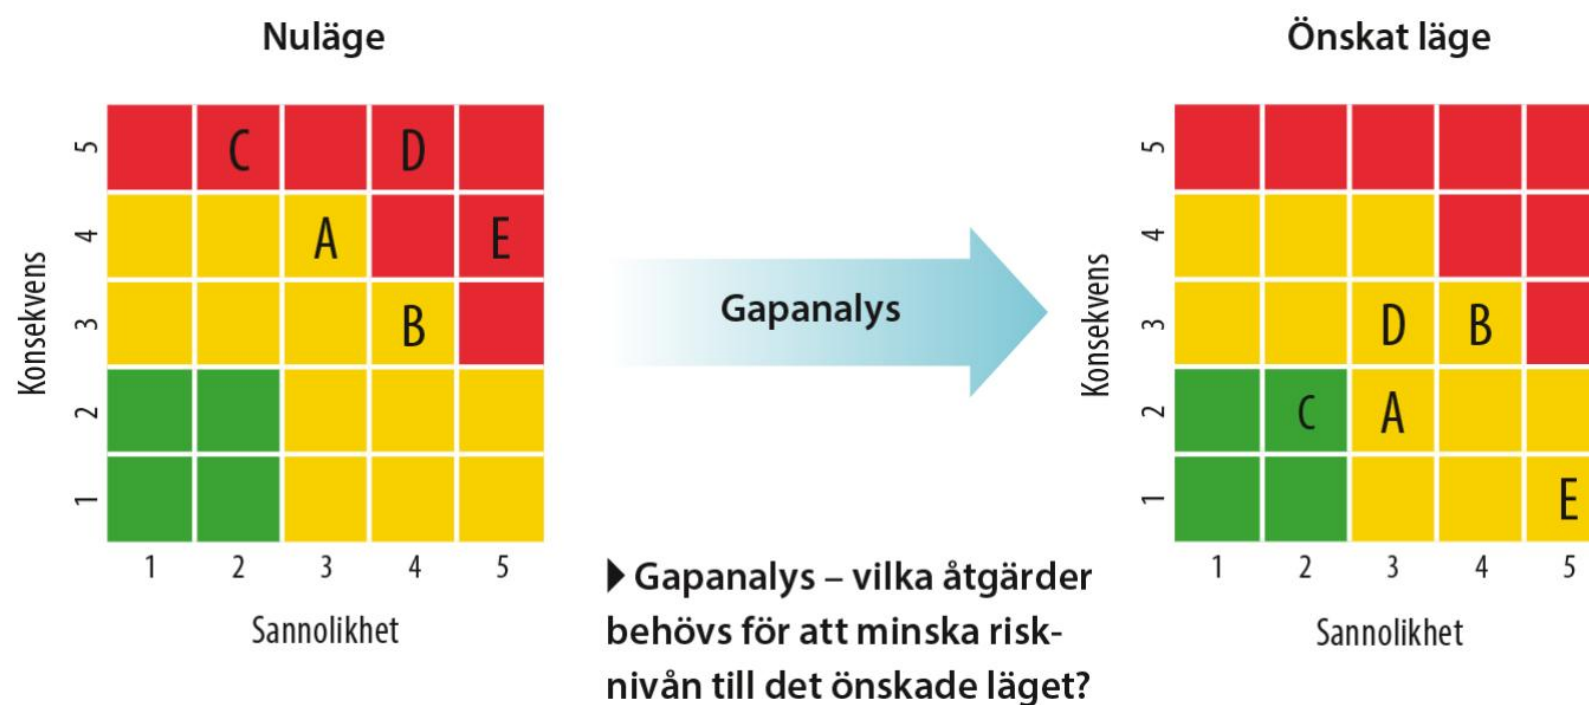 Nuläge
Konsekvens
5
C
D
4
A
E
3
B
2
1
1
2
3
4
5
Sannolikhet
Gapanalys
▶ Gapanalys – vilka åtgärder
behövs för att minska risk-
nivån till det önskade läget?
Önskat läge
Konsekvens
5
4
3
D
B
2
C
A
1
E
1
2
3
4
5
Sannolikhet